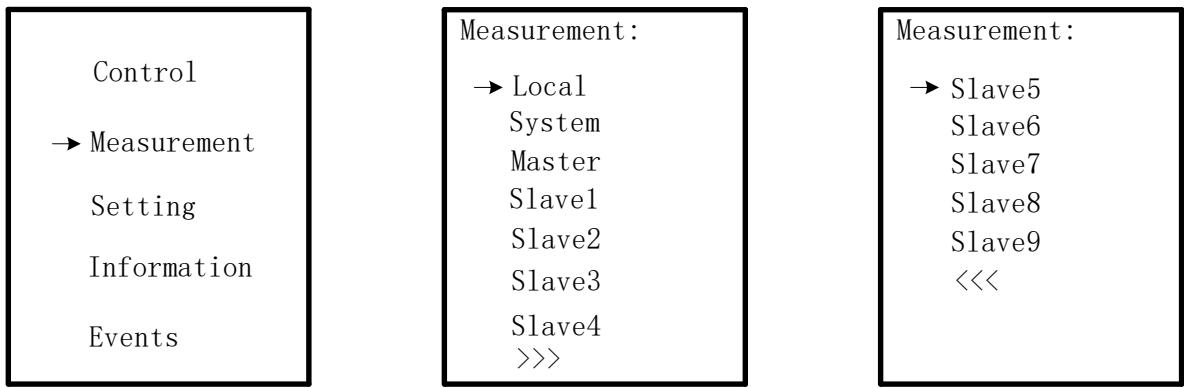 Control
→ Measurement
Setting
Information
Events
Measurement:
→ Local
System
Master
Slave1
Slave2
Slave3
Slave4
>>>
Measurement:
→ Slave5
Slave6
Slave7
Slave8
Slave9
<<<